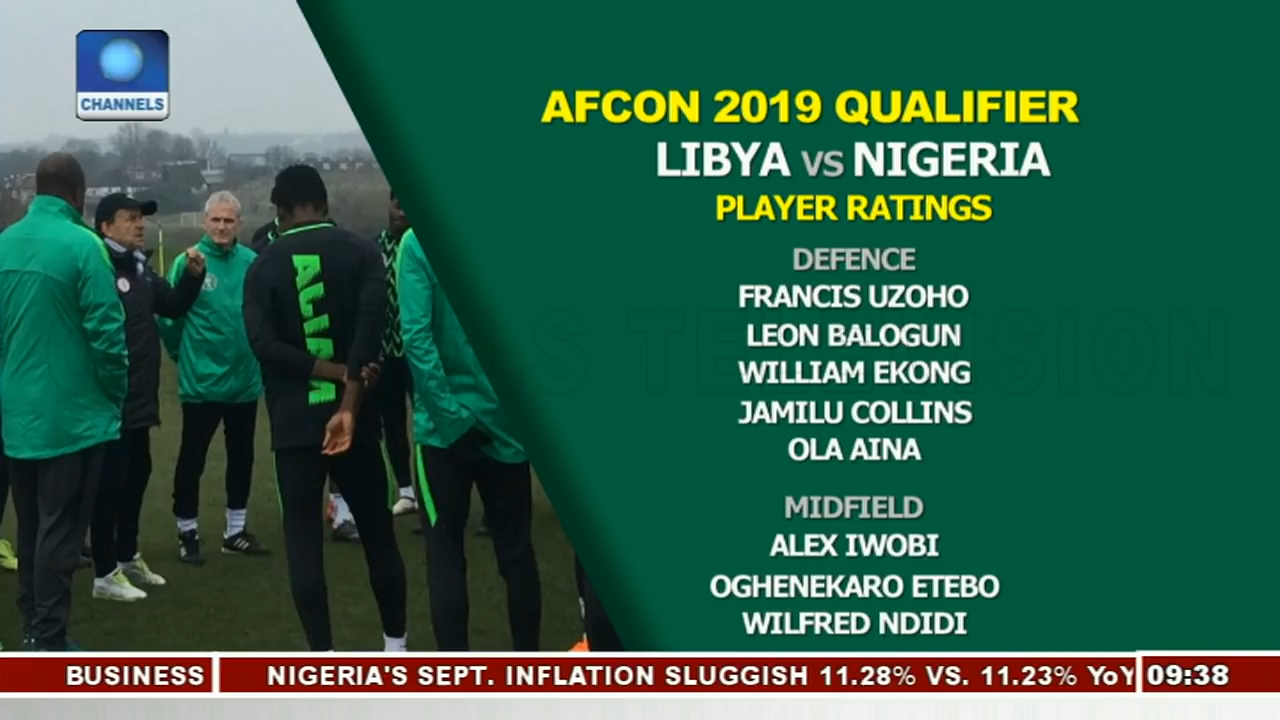 CHANNELS
AFCON 2019 QUALIFIER
LIBYA VS NIGERIA
PLAYER RATINGS
DEFENCE
FRANCIS UZOHO
LEON BALOGUN
WILLIAM EKONG
JAMILU COLLINS
OLA AINA
MIDFIELD
ALEX IWOBI
OGHENEKARO ETEBO
WILFRED NDIDI
BUSINESS
NIGERIA'S SEPT. INFLATION SLUGGISH 11.28% VS. 11.23% YoY
09:38